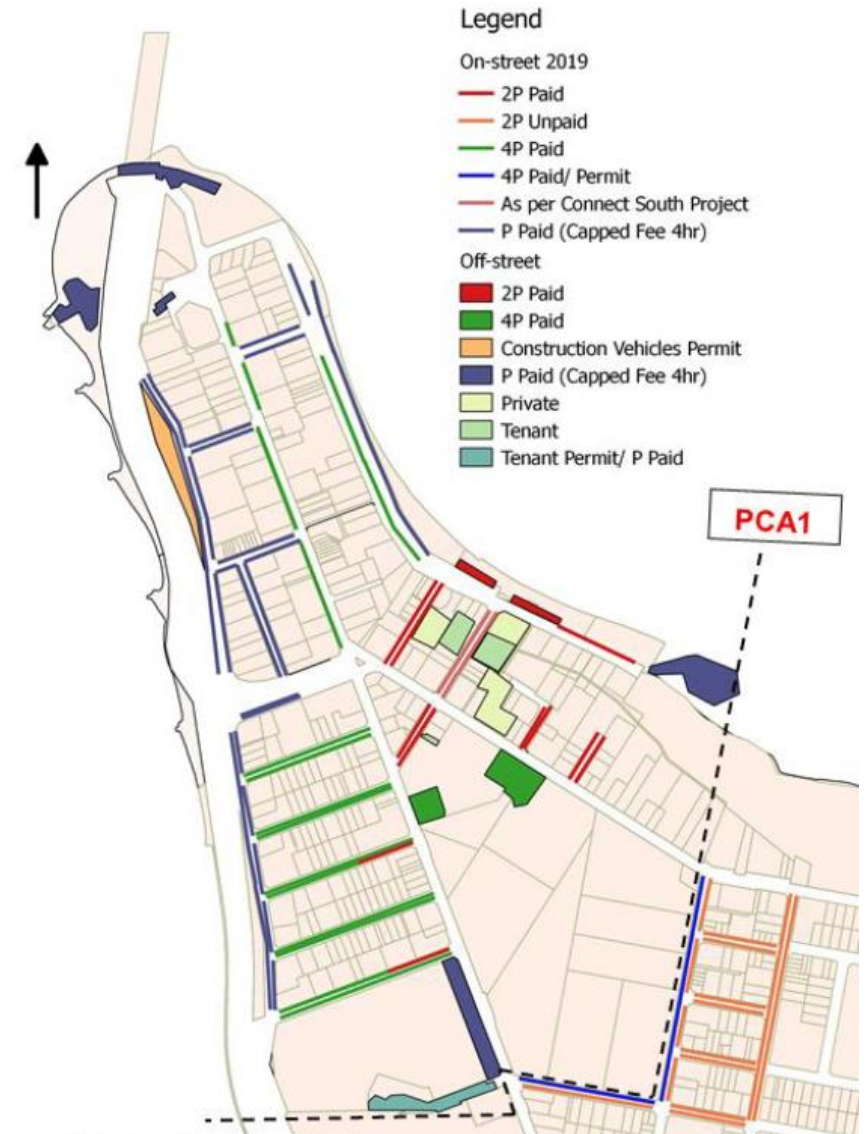 Legend
On-street 2019
2P Paid
2P Unpaid
4P Paid
4P Paid/ Permit
As per Connect South Project
P Paid (Capped Fee 4hr)
Off-street
2P Paid
4P Paid
Construction Vehicles Permit
P Paid (Capped Fee 4hr)
Private
Tenant
Tenant Permit/ P Paid
PCA1